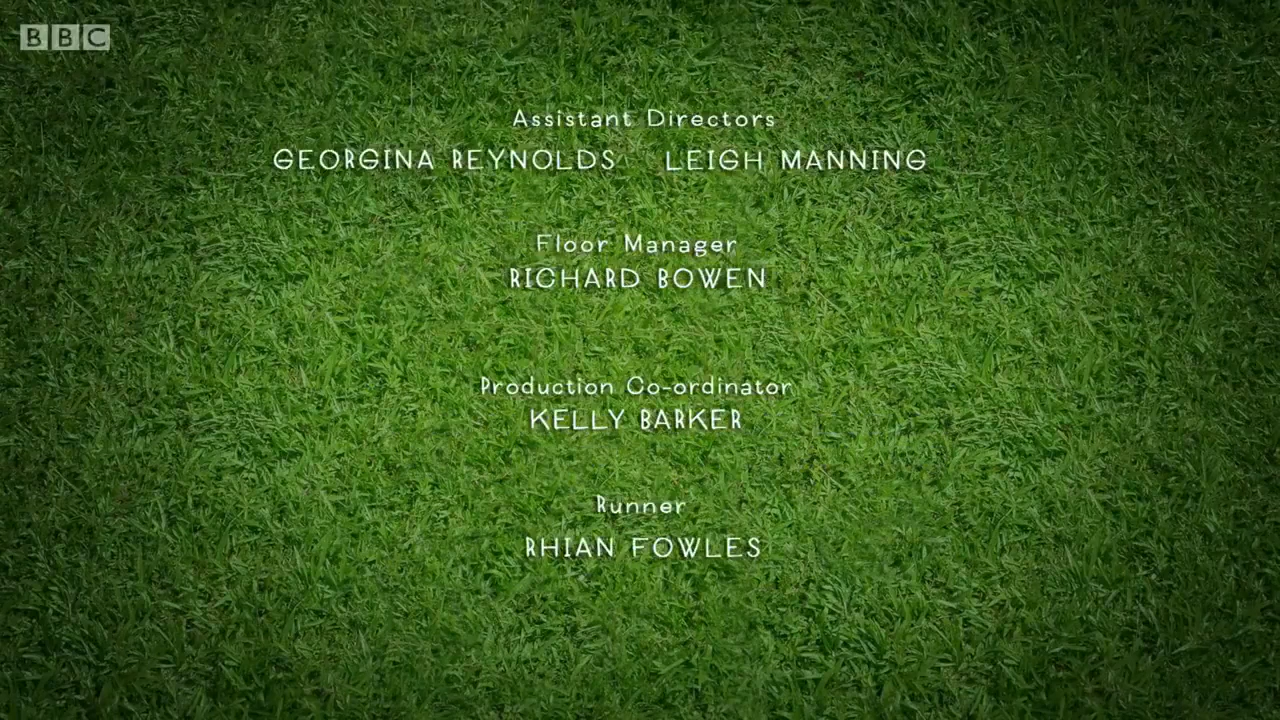 BBC
Assistant Directors
GEORGINA REYNOLDS LEIGH MANNING
Floor Manager
RICHARD BOWEN
Production Co-ordinator
KELLY BARKER
Runner
RHIAN FOWLES